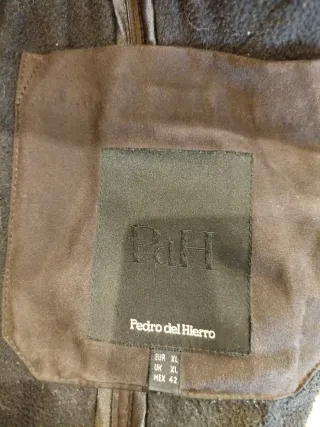 PdH
Pedro del Hierro
EUR XL
UK XL
MEX 42